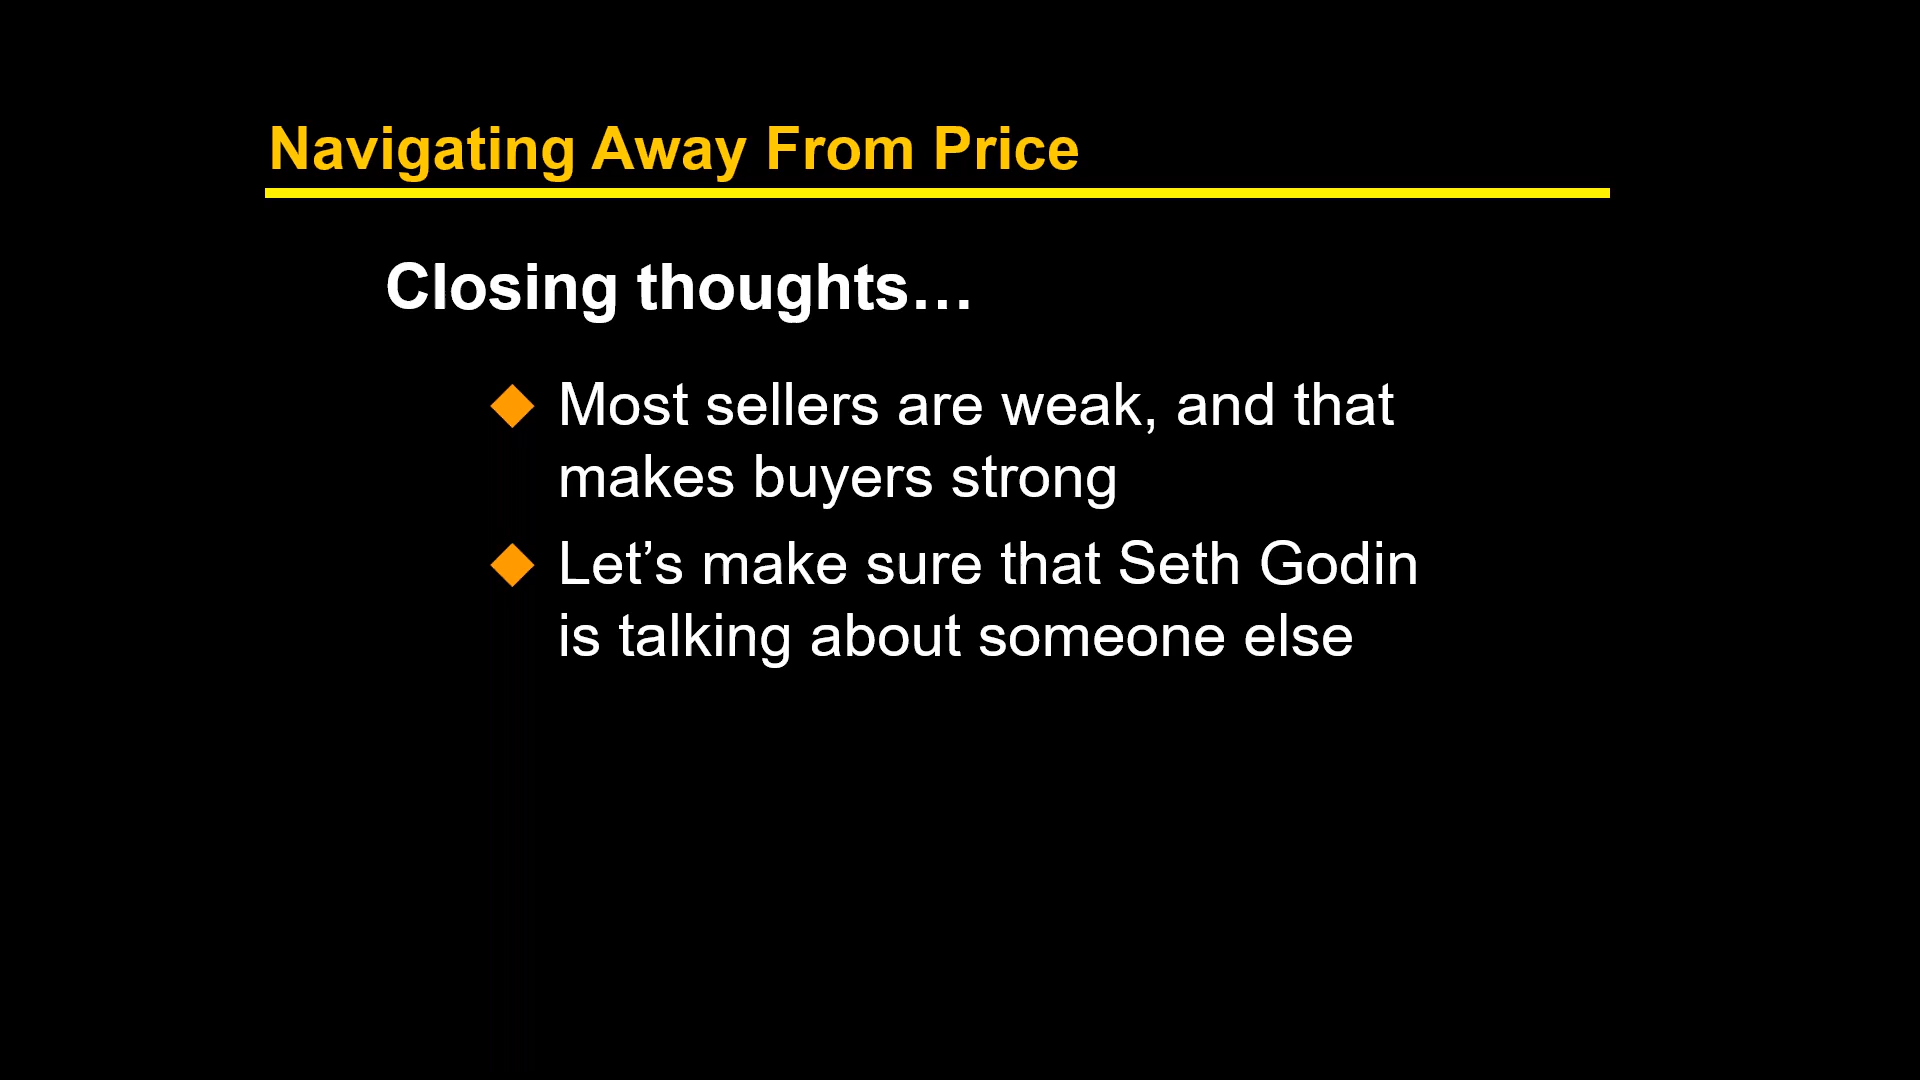 Navigating Away From Price
Closing thoughts…
Most sellers are weak, and that
makes buyers strong
Let’s make sure that Seth Godin
is talking about someone else